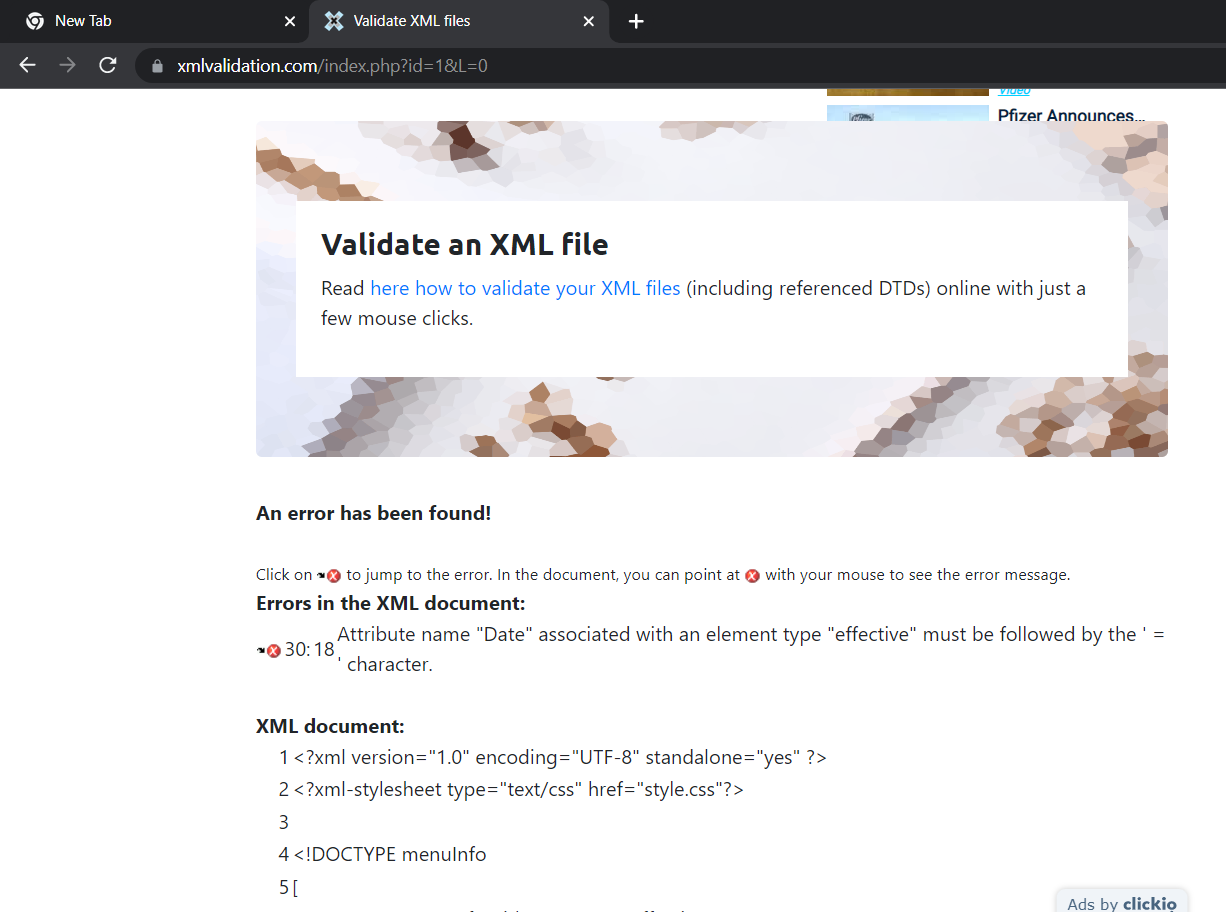 New Tab
Validate XML files
xmlvalidation.com/index.php?id=1&L=0
Video
Pfizer Announces...
Validate an XML file
Read here how to validate your XML files (including referenced DTDs) online with just a
few mouse clicks.
An error has been found!
Click on to jump to the error. In the document, you can point at with your mouse to see the error message.
Errors in the XML document:
30:18 Attribute name "Date" associated with an element type "effective" must be followed by the ' =
' character.
XML document:
1 <?xml version="1.0" encoding="UTF-8" standalone="yes" ?>
2 <?xml-stylesheet type="text/css" href="style.css"?>
3
4 <!DOCTYPE menuInfo
5 [
Ads by clickio